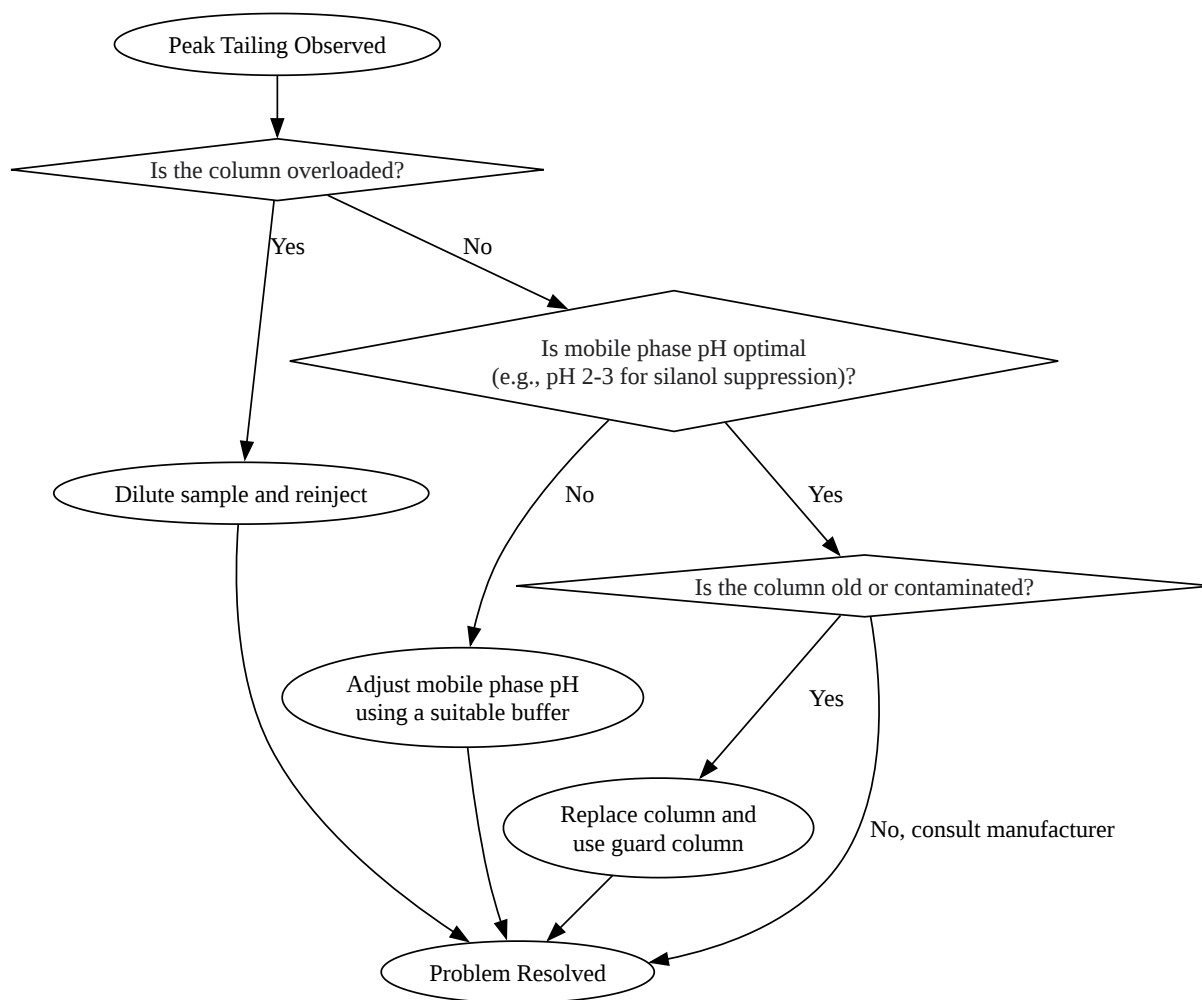 Peak Tailing Observed
Is the column overloaded?
Yes
No
Is mobile phase pH optimal
(e.g., pH 2-3 for silanol suppression)?
Dilute sample and reinject
No
Yes
Is the column old or contaminated?
Adjust mobile phase pH
using a suitable buffer
Yes
Replace column and
use guard column
No, consult manufacturer
Problem Resolved